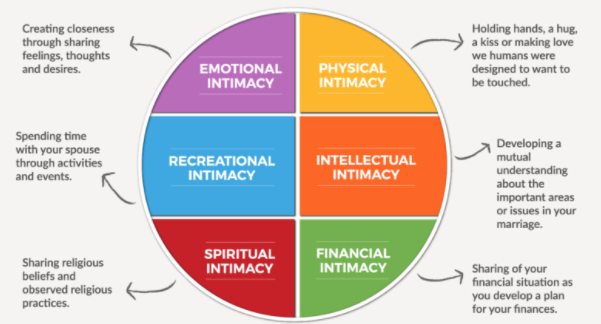 Creating closeness
through sharing
feelings, thoughts
and desires.
EMOTIONAL
INTIMACY
PHYSICAL
INTIMACY
Holding hands, a hug,
a kiss or making love
we humans were
designed to want to
be touched.
Spending time
with your spouse
through activities
and events.
RECREATIONAL
INTIMACY
INTELLECTUAL
INTIMACY
Developing a
mutual
understanding
about the
important areas
or issues in your
marriage.
Sharing religious
beliefs and
observed religious
practices.
SPIRITUAL
INTIMACY
FINANCIAL
INTIMACY
Sharing of your
financial situation as
you develop a plan
for your finances.